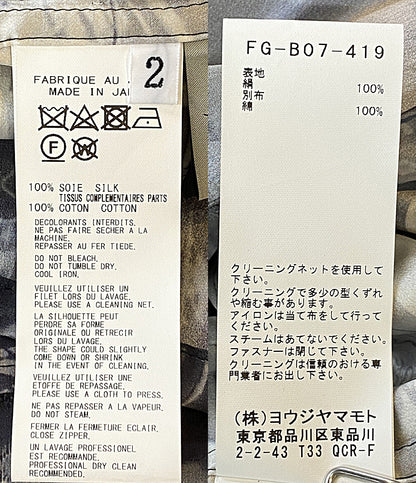 FABRIQUE AU
MADE IN JA
2
F
W
100% SOIE SILK
TISSUS COMPLEMENTAIRES PARTS
100% COTON COTTON
DECOLORANTS INTERDITS.
NE PAS FAIRE SECHER A LA
MACHINE.
REPASSER AU FER TIEDE.
DO NOT BLEACH.
DO NOT TUMBLE DRY.
COOL IRON.
VEUILLEZ UTILISER UN
FILET LORS DU LAVAGE.
PLEASE USE A CLEANING NET.
LA SILHOUETTE PEUT
PERDRE SA FORME
ORIGINALE OU RETRECIR
LORS DU LAVAGE.
THE SHAPE COULD SLIGHTLY
COME DOWN OR SHRINK
IN THE EVENT OF CLEANING.
VEUILLEZ UTILISER UNE
ETOFFE DE REPASSAGE.
PLEASE USE A CLOTH TO PRESS.
NE PAS REPASSER A LA VAPEUR.
DO NOT STEAM.
FERMER LA FERMETURE ECLAIR.
CLOSE ZIPPER.
UN LAVAGE PROFESSIONEL
EST RECOMMANDE.
PROFESSIONAL DRY CLEAN
RECOMMENDED.
FG-B07-419
表地
絹 100%
別布
綿 100%
クリーニングネットを使用して
下さい。
クリーニングで多少の型くずれ
や縮む事が有ります。
アイロンは当て布をして行って
ください。
スチームはあてないでください。
ファスナーは閉じて下さい。
クリーニングは信頼のおける専
門業者にお出し下さい。
(株)ヨウジヤマモト
東京都品川区東品川
2-2-43 T33 QCR-F